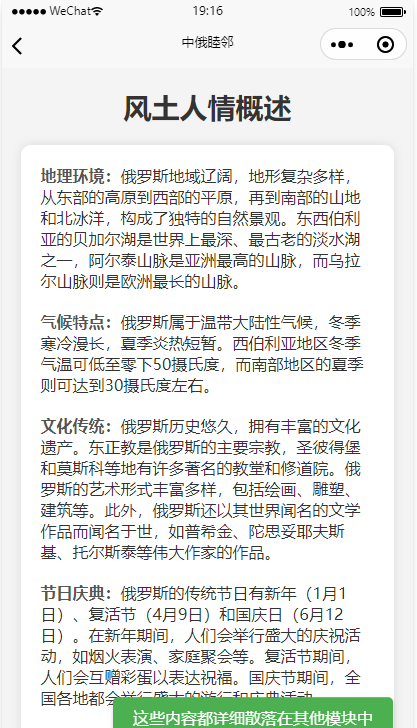 WeChat 19:16 100%
中俄睦邻
风土人情概述
地理环境：俄罗斯地域辽阔，地形复杂多样，
从东部的高原到西部的平原，再到南部的山地
和北冰洋，构成了独特的自然景观。东西伯利
亚的贝加尔湖是世界上最深、最古老的淡水湖
之一，阿尔泰山脉是亚洲最高的山脉，而乌拉
尔山脉则是欧洲最长的山脉。
气候特点：俄罗斯属于温带大陆性气候，冬季
寒冷漫长，夏季炎热短暂。西伯利亚地区冬季
气温可低至零下50摄氏度，而南部地区的夏季
则可达到30摄氏度左右。
文化传统：俄罗斯历史悠久，拥有丰富的文化
遗产。东正教是俄罗斯的主要宗教，圣彼得堡
和莫斯科等地有许多著名的教堂和修道院。俄
罗斯的艺术形式丰富多样，包括绘画、雕塑、
建筑等。此外，俄罗斯还以其世界闻名的文学
作品而闻名于世，如普希金、陀思妥耶夫斯
基、托尔斯泰等伟大作家的作品。
节日庆典：俄罗斯的传统节日有新年（1月1
日）、复活节（4月9日）和国庆日（6月12
日）。在新年期间，人们会举行盛大的庆祝活
动，如烟火表演、家庭聚会等。复活节期间，
人们会互赠彩蛋以表达祝福。国庆节期间，全
国各地都会举行盛大的游行和庆典活动
这些内容都详细散落在其他模块中